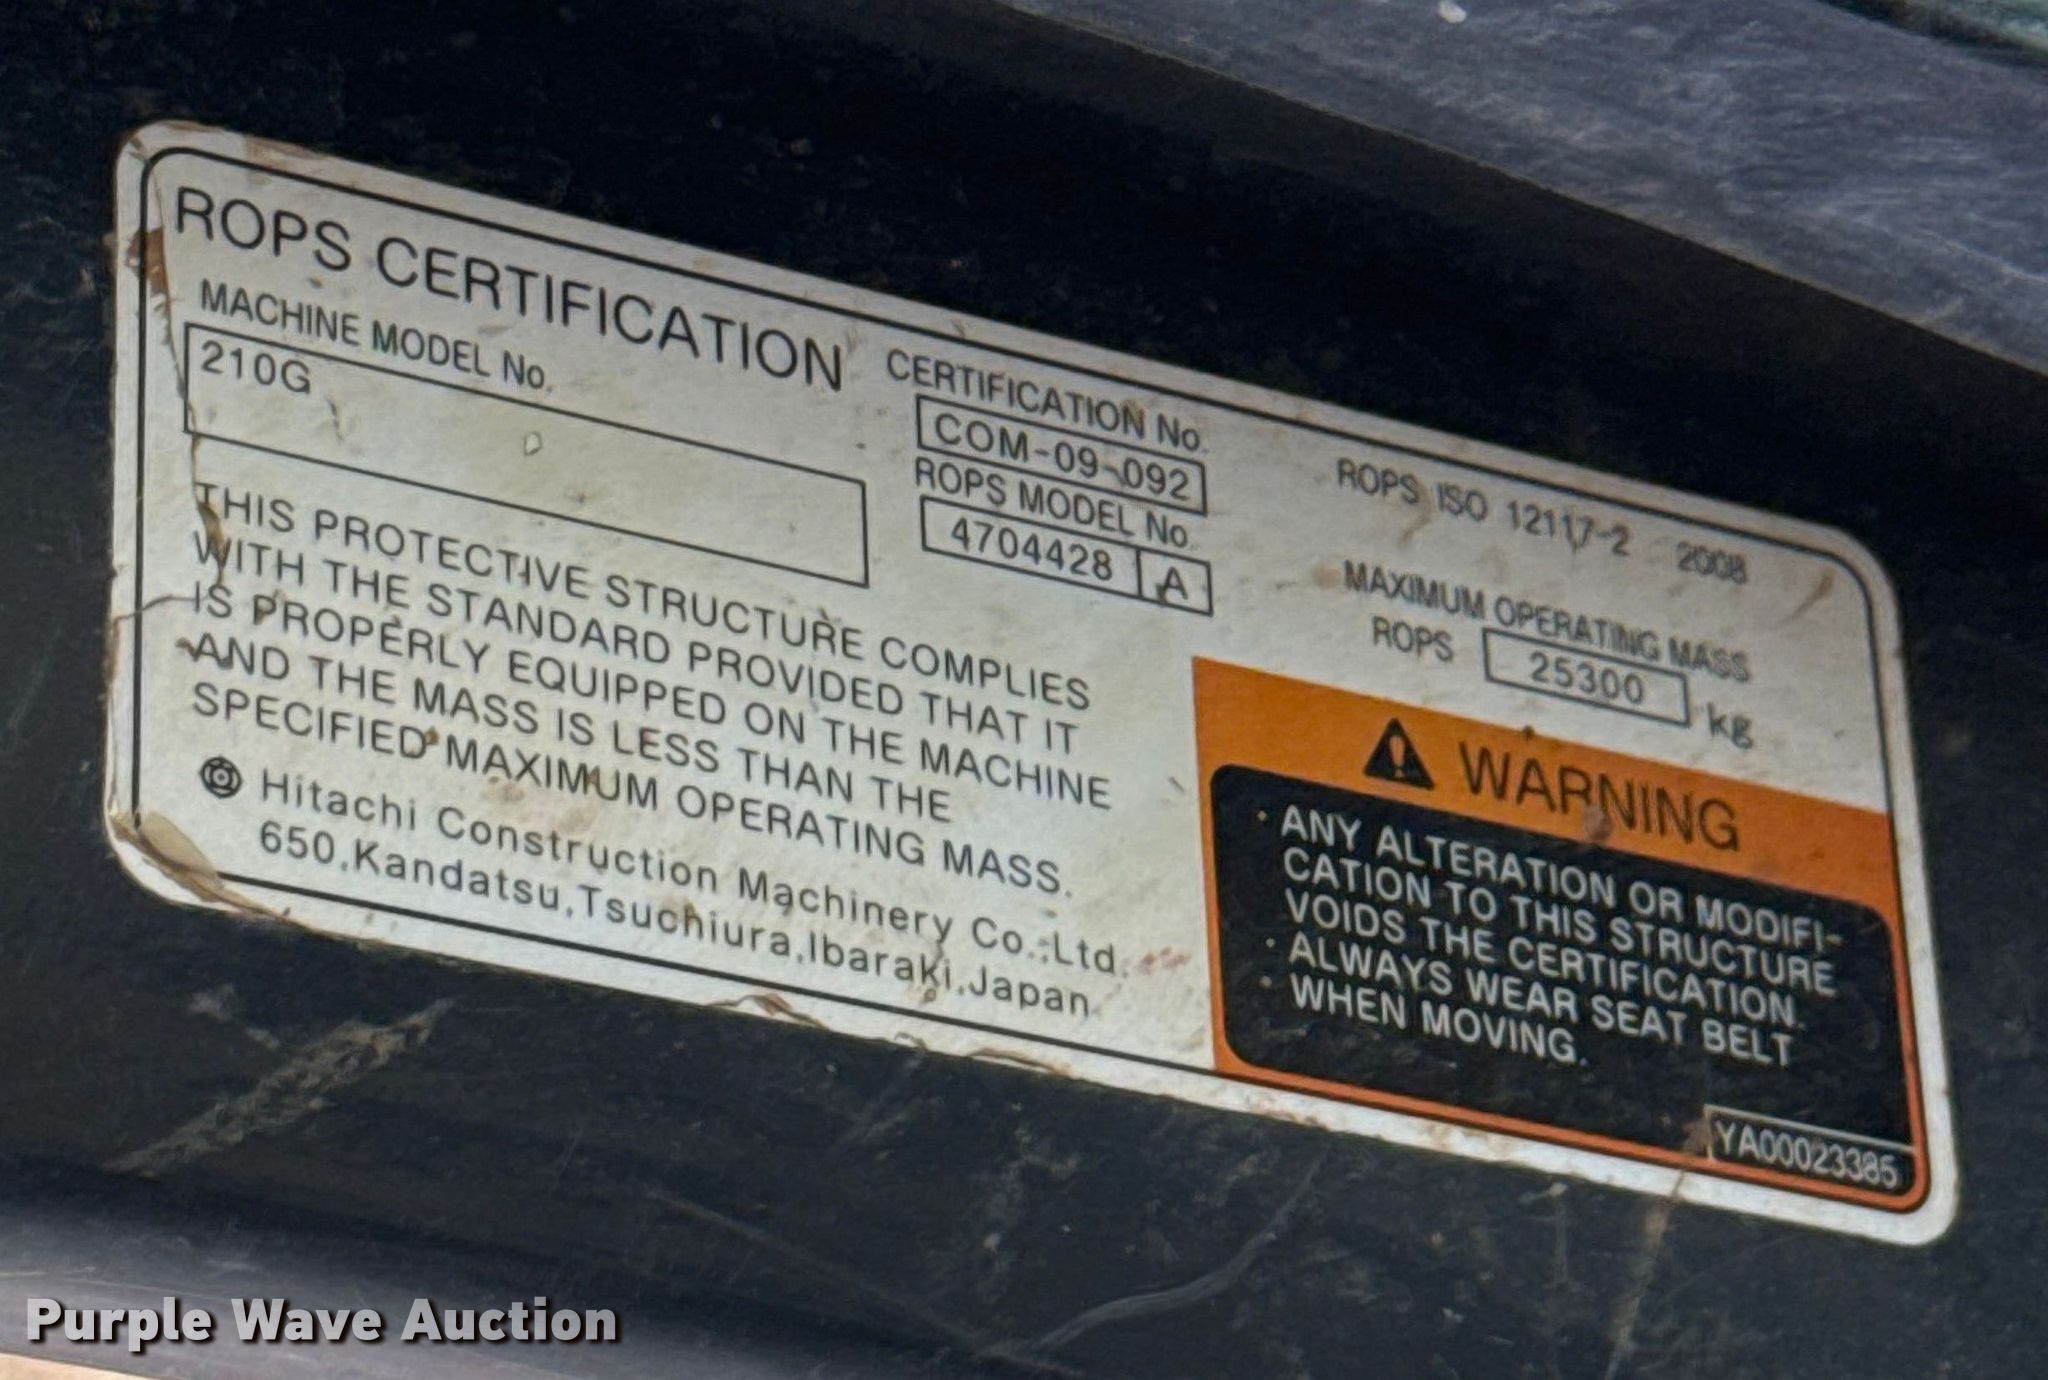 ROPS CERTIFICATION
MACHINE MODEL No.
210G
CERTIFICATION No.
COM-09-092
ROPS MODEL No.
4704428 A
ROPS ISO 12117-2 2008
MAXIMUM OPERATING MASS
ROPS 25300 kg
THIS PROTECTIVE STRUCTURE COMPLIES
WITH THE STANDARD PROVIDED THAT IT
IS PROPERLY EQUIPPED ON THE MACHINE
AND THE MASS IS LESS THAN THE
SPECIFIED MAXIMUM OPERATING MASS.
Hitachi Construction Machinery Co.,Ltd.
650,Kandatsu,Tsuchiura,Ibaraki,Japan
WARNING
· ANY ALTERATION OR MODIFI-
CATION TO THIS STRUCTURE
VOIDS THE CERTIFICATION.
· ALWAYS WEAR SEAT BELT
· WHEN MOVING.
YA00023385
Purple Wave Auction